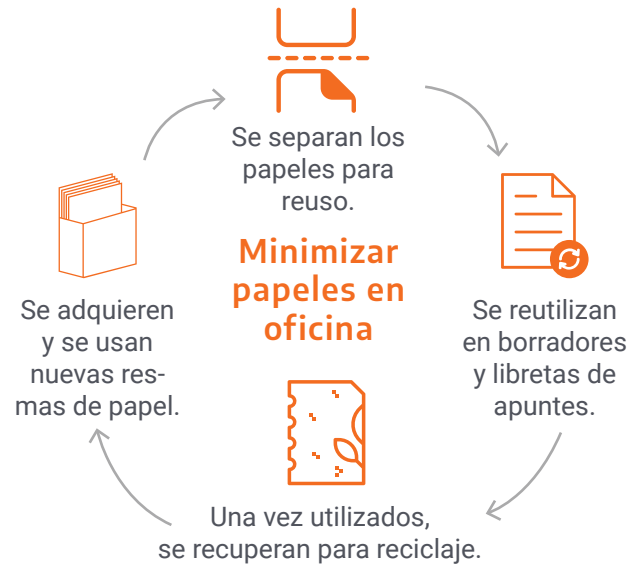 Se separan los
papeles para
reuso.
Minimizar
papeles en
oficina
Se reutilizan
en borradores
y libretas de
apuntes.
Una vez utilizados,
se recuperan para reciclaje.
Se adquieren
y se usan
nuevas res-
mas de papel.